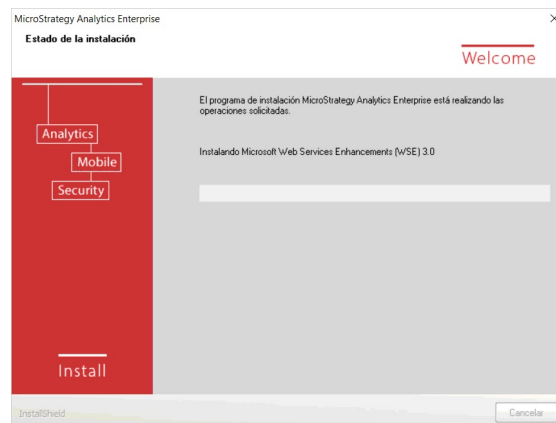 MicroStrategy Analytics Enterprise
Estado de la instalación
Welcome
El programa de instalación MicroStrategy Analytics Enterprise está realizando las
operaciones solicitadas.
Instalando Microsoft Web Services Enhancements (WSE) 3.0
Analytics
Mobile
Security
Install
InstallShield
Cancelar